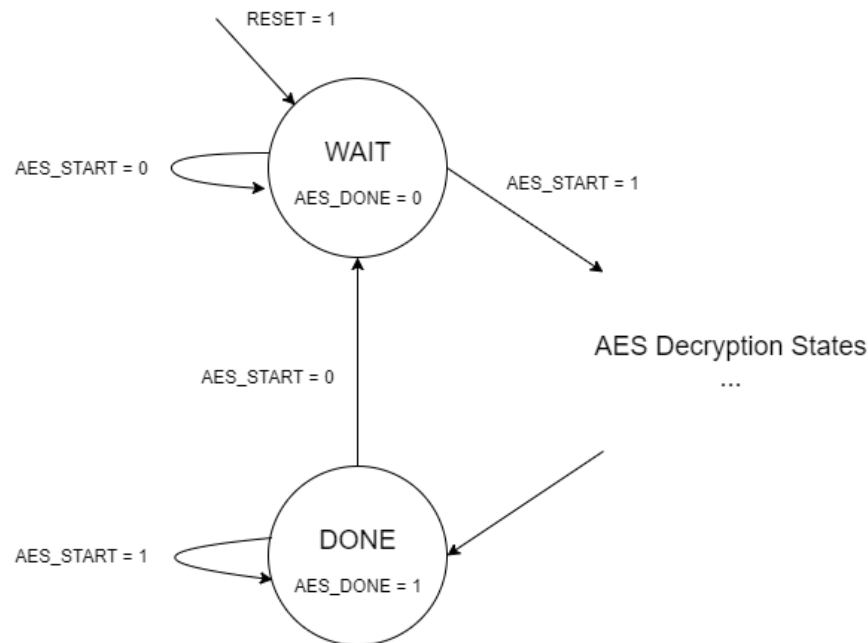 RESET = 1
WAIT
AES_START = 0
AES_DONE = 0
AES_START = 1
AES Decryption States
...
AES_START = 0
DONE
AES_START = 1
AES_DONE = 1